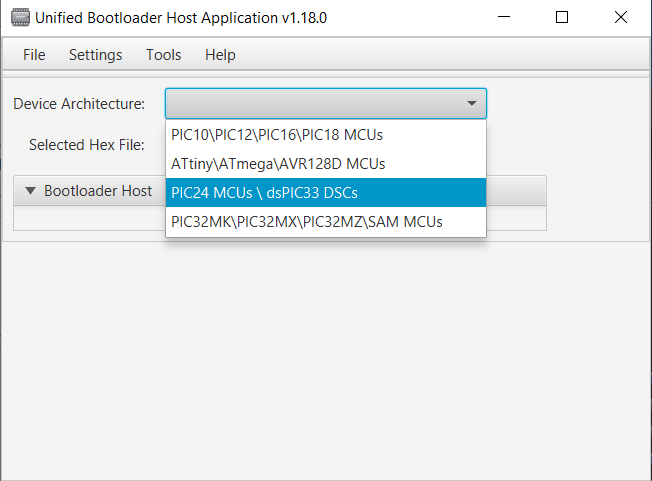 Unified Bootloader Host Application v1.18.0
File Settings Tools Help
Device Architecture:
PIC10\PIC12\PIC16\PIC18 MCUs
Selected Hex File:
ATtiny\ATmega\AVR128D MCUs
Bootloader Host
PIC24 MCUs \ dsPIC33 DSCs
PIC32MK\PIC32MX\PIC32MZ\SAM MCUs